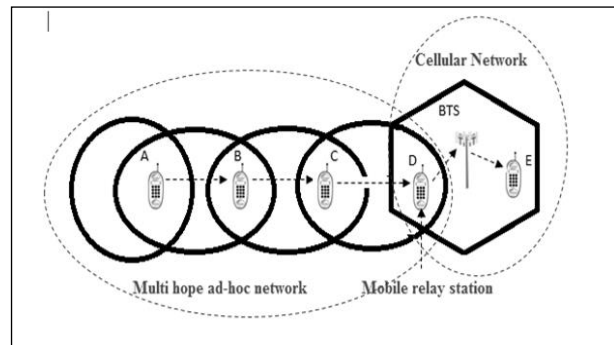 Cellular Network
BTS
A
B
C
D
E
Multi hope ad-hoc network
Mobile relay station